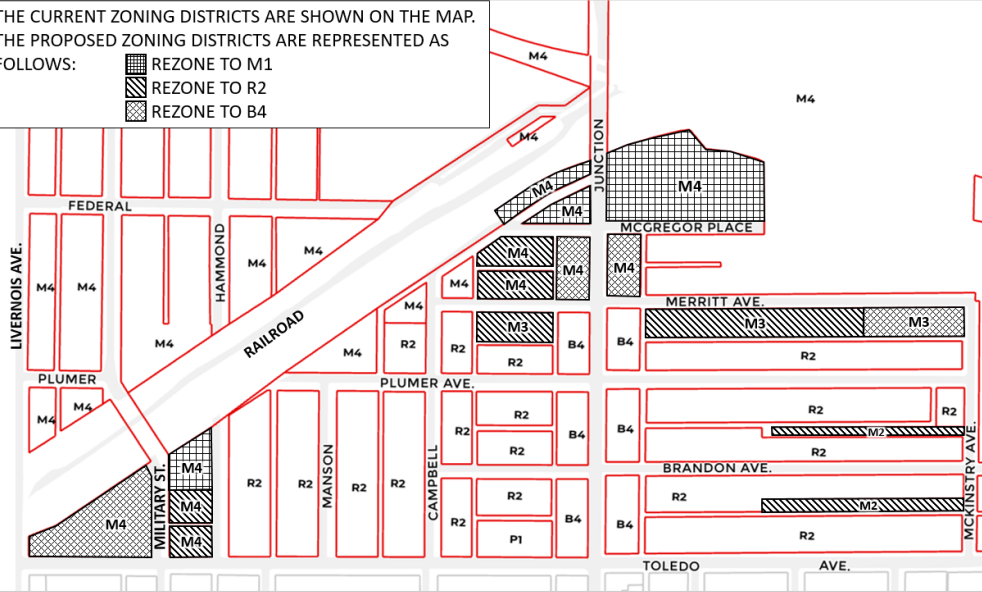 THE CURRENT ZONING DISTRICTS ARE SHOWN ON THE MAP.
THE PROPOSED ZONING DISTRICTS ARE REPRESENTED AS
FOLLOWS:
REZONE TO M1
REZONE TO R2
REZONE TO B4
M4
M4
M4
JUNCTION
M4
M4
M4
FEDERAL
MCGREGOR PLACE
LIVERNOIS AVE.
HAMMOND
M4
M4
M4
M4
M4
M4
M4
M4
M4
M4
RAILROAD
MERRITT AVE.
M4
M3
M3
M3
M4
M4
R2
R2
R2
B4
B4
R2
PLUMER
PLUMER AVE.
M4
M4
R2
R2
R2
R2
M2
R2
R2
B4
B4
R2
MANSON
CAMPBELL
MILITARY ST.
MCKINSTRY AVE.
BRANDON AVE.
M4
R2
R2
R2
R2
M4
M4
M4
R2
R2
P1
B4
B4
R2
M2
R2
TOLEDO AVE.